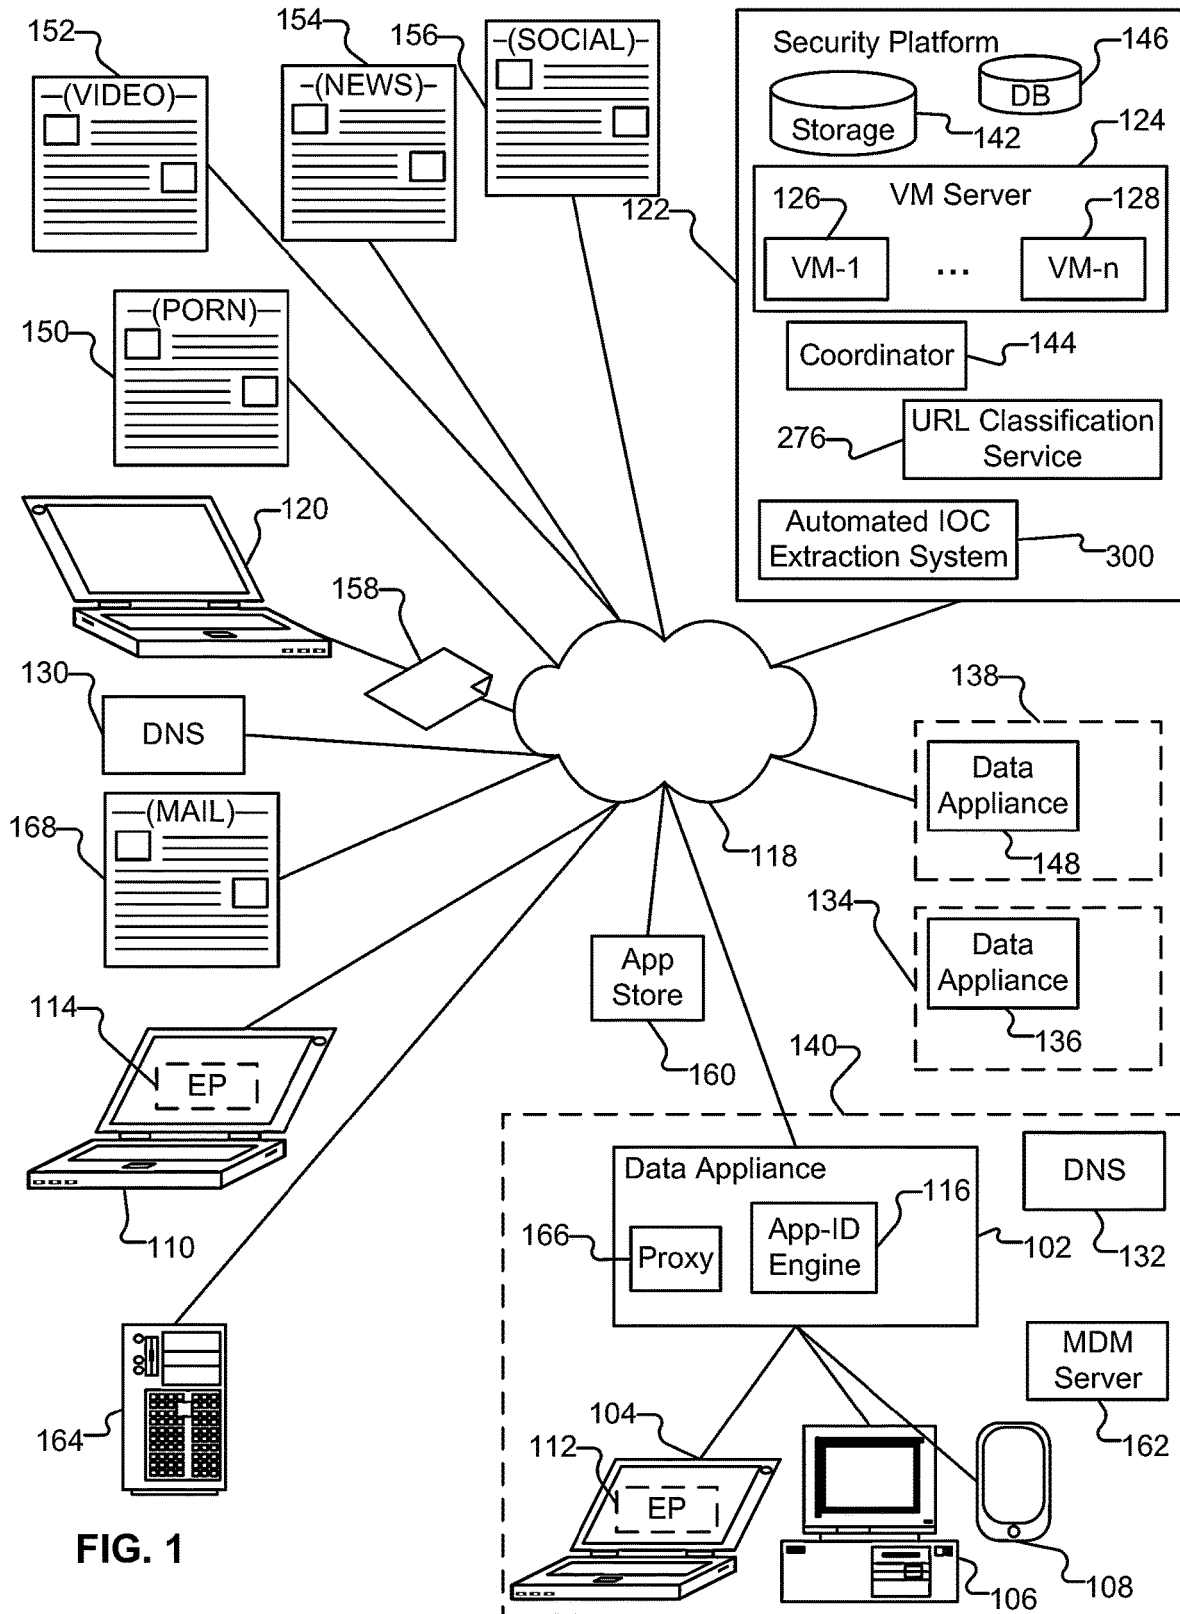 152
(VIDEO)
154
(NEWS)
156
(SOCIAL)
Security Platform
146
DB
Storage
142
124
122
VM Server
126
128
VM-1
...
VM-n
150
(PORN)
Coordinator
144
276
URL Classification
Service
Automated IOC
Extraction System
300
120
158
130
DNS
138
Data
Appliance
148
(MAIL)
168
118
134
Data
Appliance
136
App
Store
160
114
EP
110
140
Data Appliance
116
166
Proxy
App-ID
Engine
102
DNS
132
MDM
Server
162
164
104
112
EP
106
108
FIG. 1